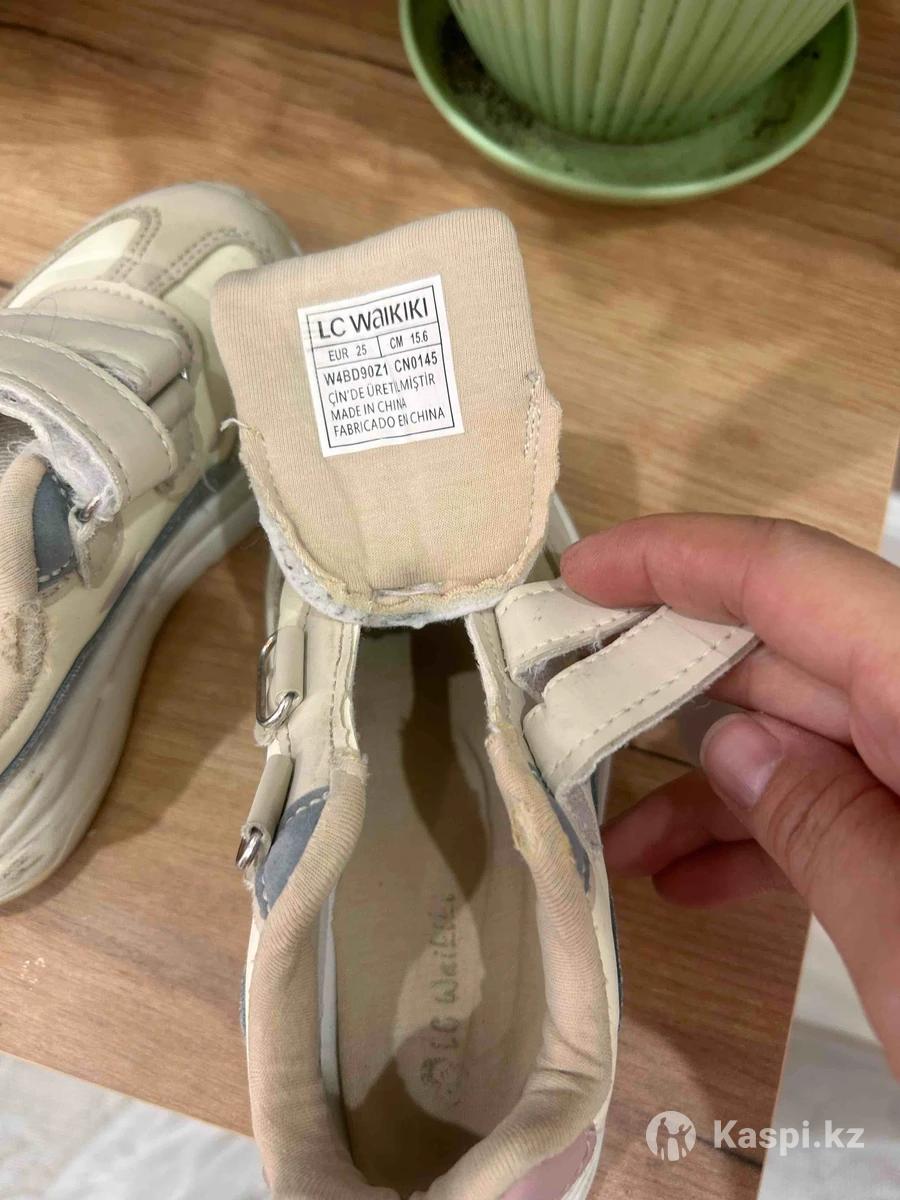 LC WAIKIKI
EUR 25 CM 15.6
W4BD90Z1 CN0145
ÇİN'DE ÜRETİLMİŞTİR
MADE IN CHINA
FABRICADO EN CHINA
LC WAIKIKI
Kaspi.kz